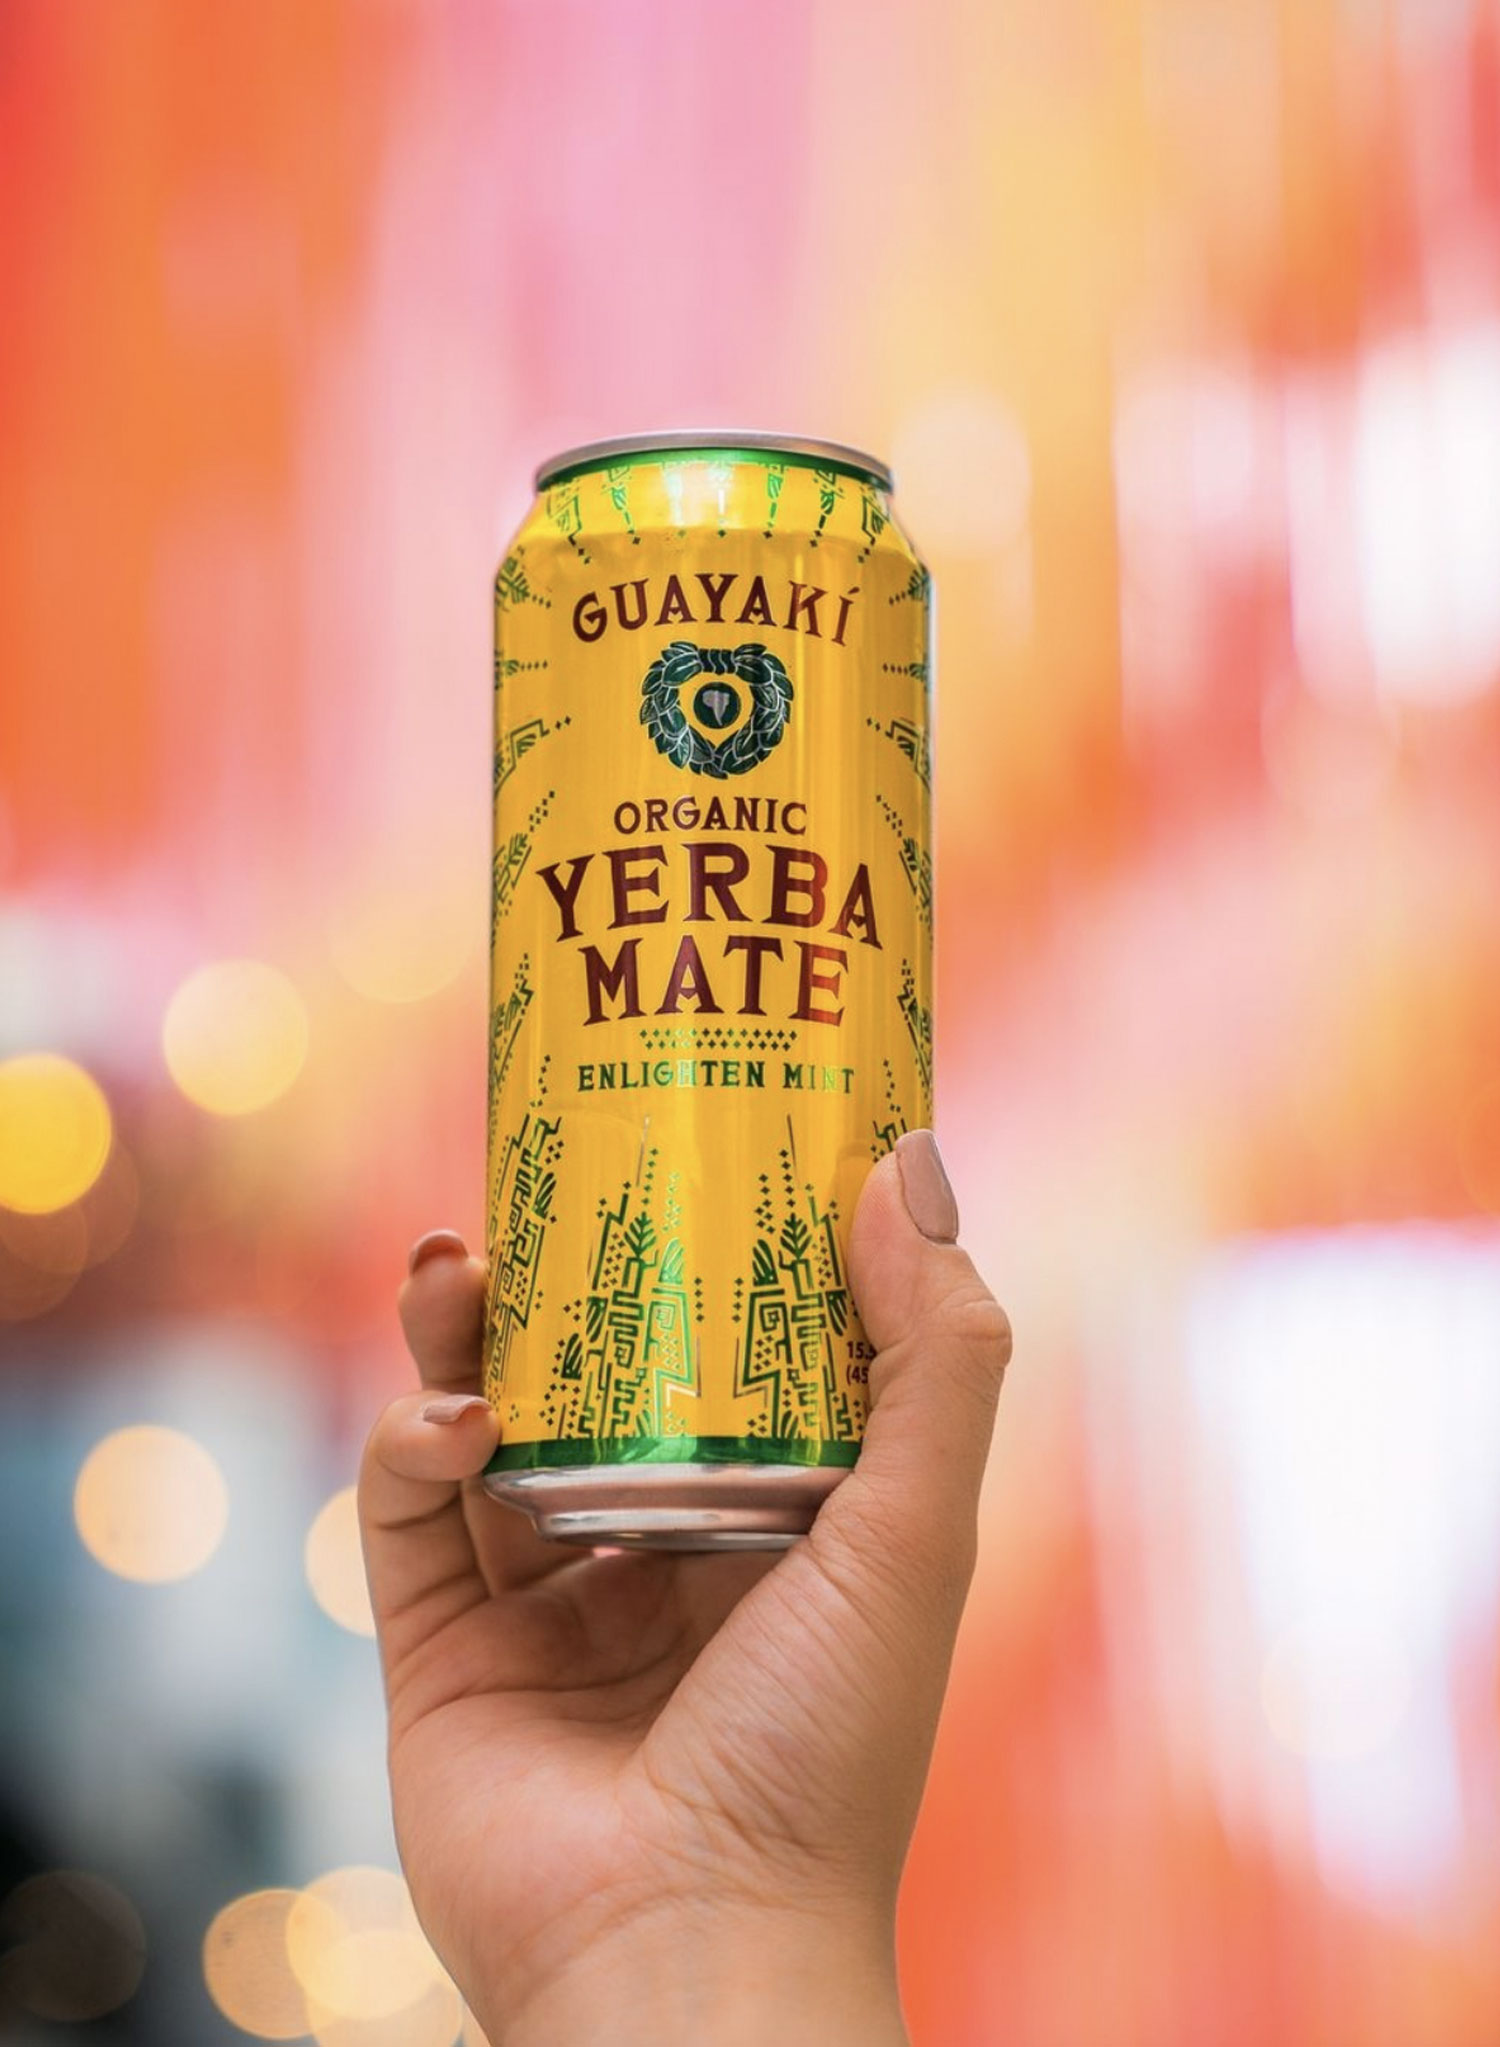 GUAYAKÍ
ORGANIC
YERBA
MATE
ENLIGHTEN MINT